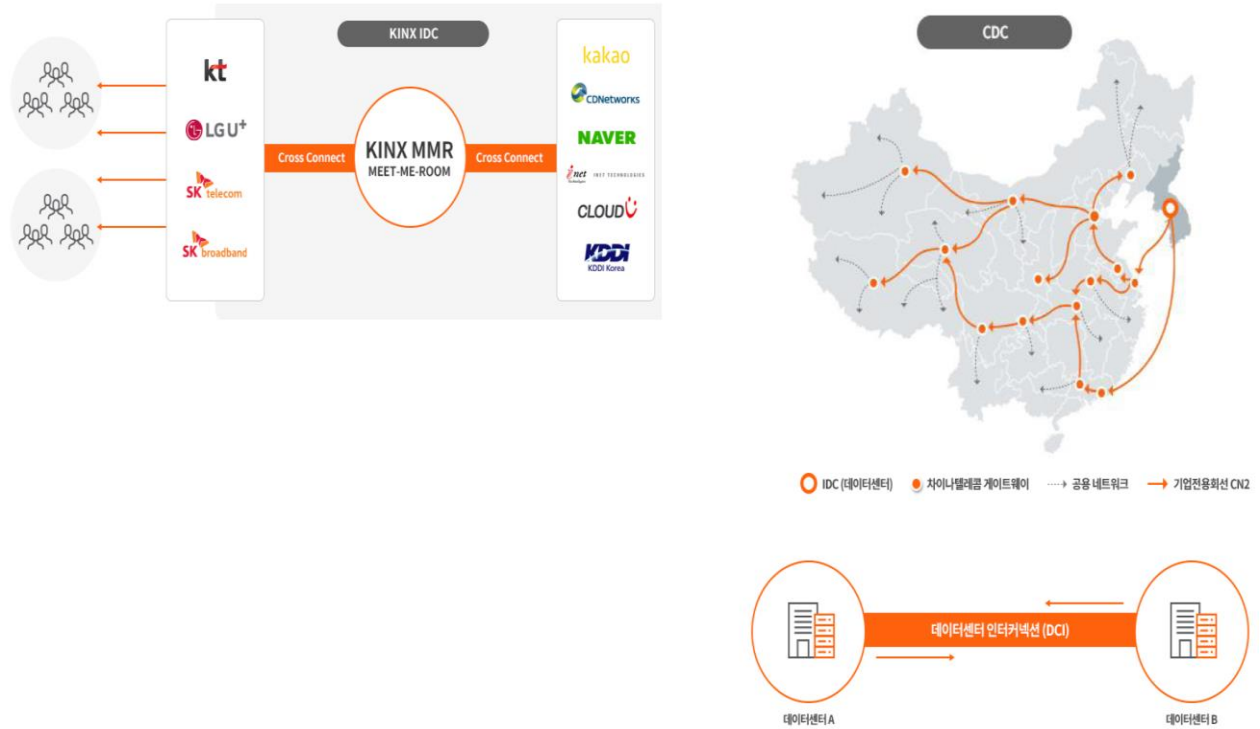 KINX IDC
kt
LG U+
SK telecom
SK broadband
Cross Connect
KINX MMR
MEET-ME-ROOM
Cross Connect
kakao
CDNetworks
NAVER
inet INET TECHNOLOGIES
CLOUD
KDDI
KDDI Korea
CDC
IDC (데이터센터)
차이나텔레콤 게이트웨이
공용 네트워크
기업전용회선 CN2
데이터센터 인터커넥션 (DCI)
데이터센터 A
데이터센터 B